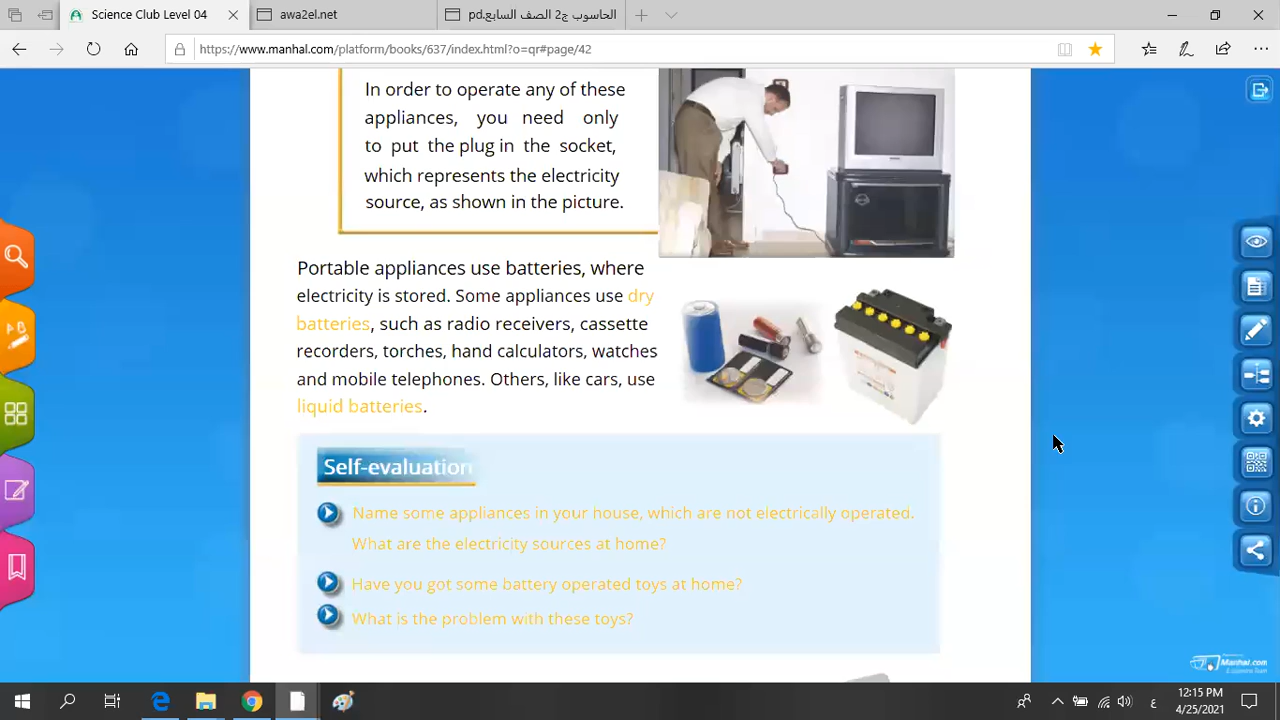 Science Club Level 04
awa2el.net
الحاسوب ج2 الصف السابع.pd
https://www.manhal.com/platform/books/637/index.html?o=qr#page/42
In order to operate any of these
appliances, you need only
to put the plug in the socket,
which represents the electricity
source, as shown in the picture.
Portable appliances use batteries, where
electricity is stored. Some appliances use dry
batteries, such as radio receivers, cassette
recorders, torches, hand calculators, watches
and mobile telephones. Others, like cars, use
liquid batteries.
Self-evaluation
Name some appliances in your house, which are not electrically operated.
What are the electricity sources at home?
Have you got some battery operated toys at home?
What is the problem with these toys?
Manhal.com
ع
12:15 PM
4/25/2021